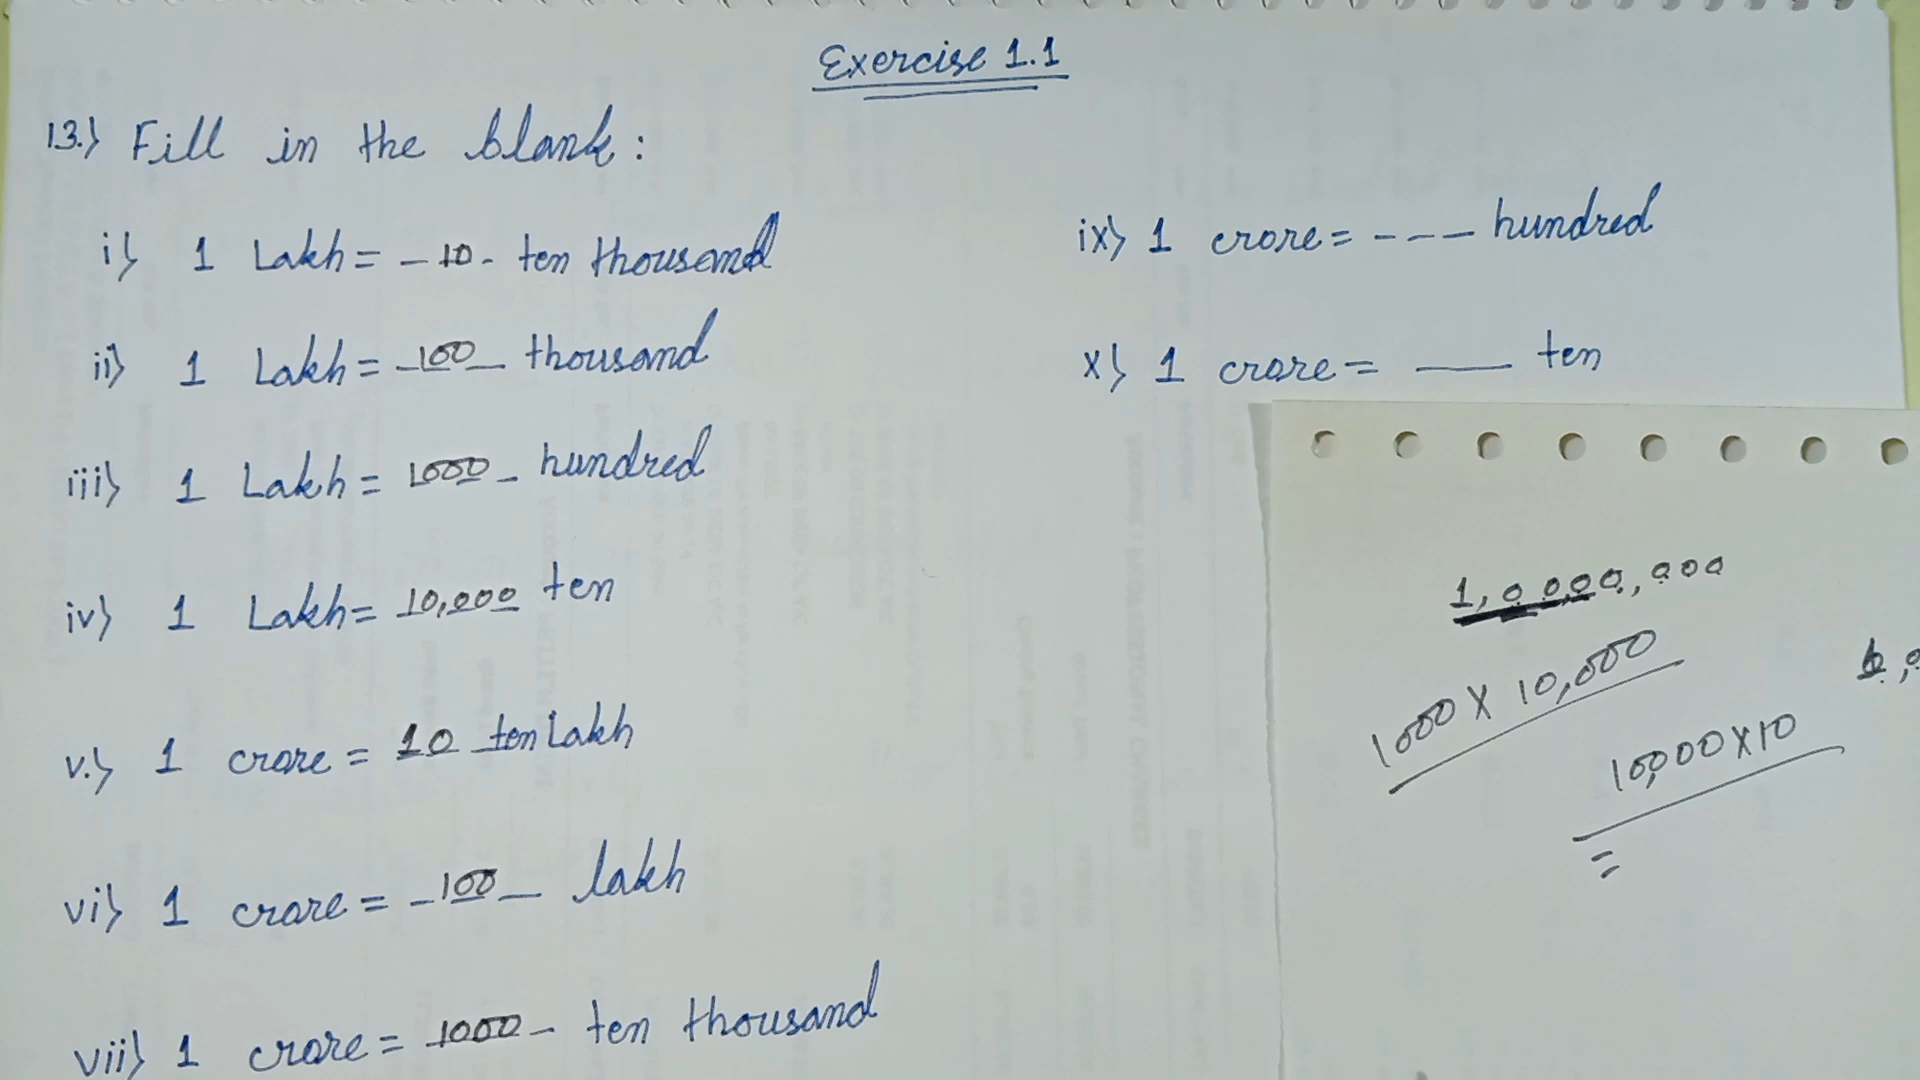 Exercise 1.1
13.) Fill in the blank:
i) 1 Lakh = -10- ten thousand
ii) 1 Lakh = -100- thousand
iii) 1 Lakh = 1000- hundred
iv) 1 Lakh = 10,000 ten
v.) 1 crore = 10 ten Lakh
vi) 1 crore = -100- lakh
vii) 1 crore = 1000- ten thousand
ix) 1 crore = --- hundred
x) 1 crore = ___ ten
1,0000,000
1000 X 10,000
10,000 X 10
=